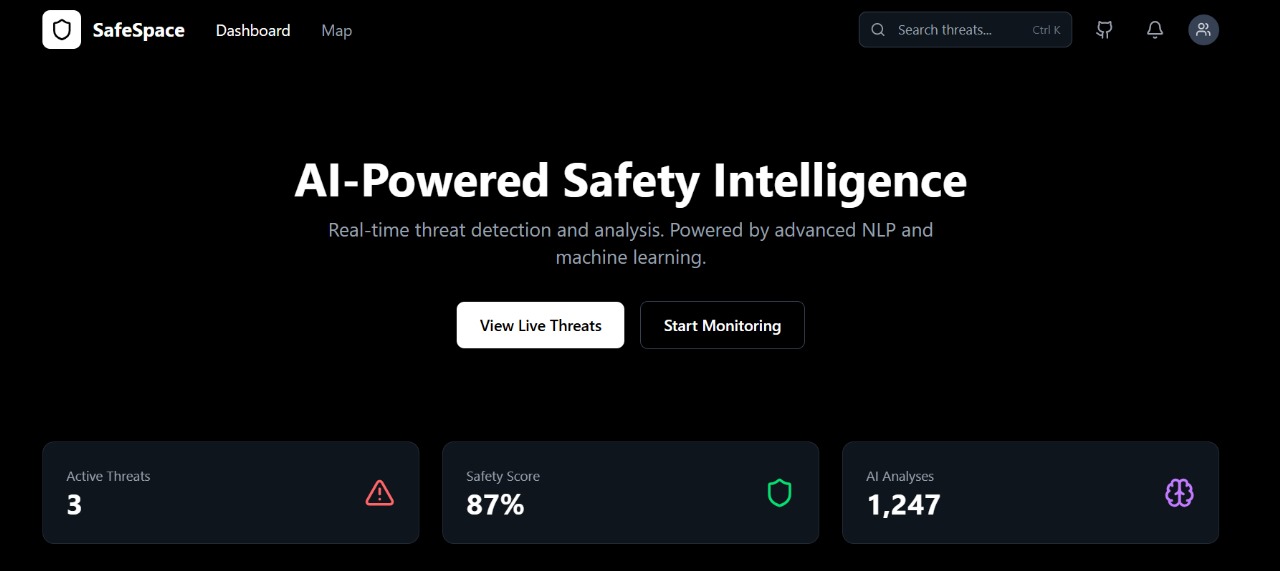 SafeSpace
Dashboard
Map
Search threats...
Ctrl K
AI-Powered Safety Intelligence
Real-time threat detection and analysis. Powered by advanced NLP and
machine learning.
View Live Threats
Start Monitoring
Active Threats
3
Safety Score
87%
AI Analyses
1,247